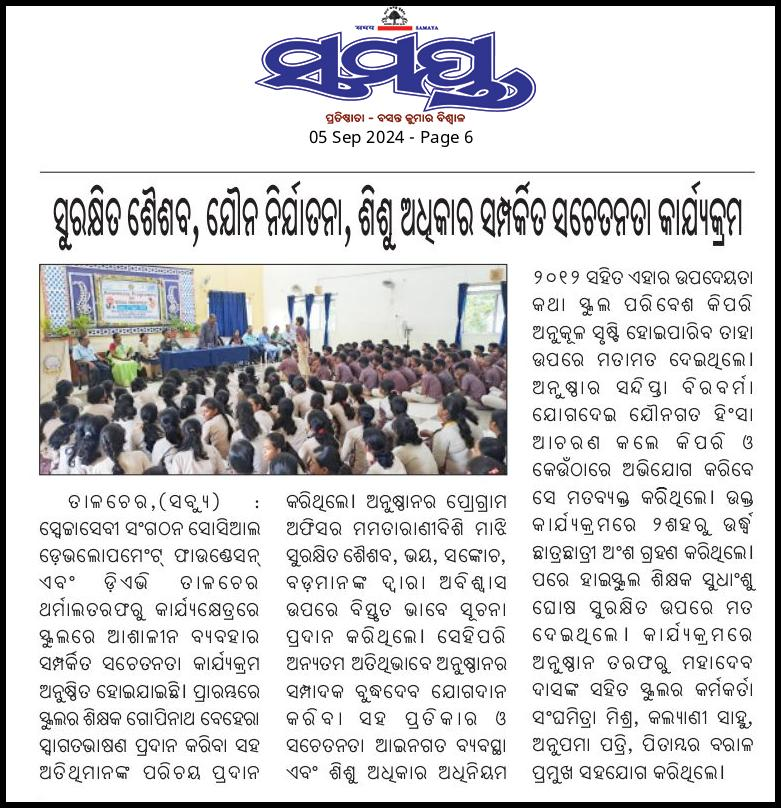 ସମୟ
SAMAYA
ସମୟ
ପ୍ରତିଷ୍ଠାତା - ବସନ୍ତ କୁମାର ବିଶ୍ୱାଳ
05 Sep 2024 - Page 6
ସୁରକ୍ଷିତ ଶୈଶବ, ଯୌନ ନିର୍ଯାତନା, ଶିଶୁ ଅଧିକାର ସମ୍ପର୍କିତ ସଚେତନତା କାର୍ଯ୍ୟକ୍ରମ
ତାଳଚେର,(ସବ୍ୟୁ) :
ସ୍ୱେଚ୍ଛାସେବୀ ସଂଗଠନ ସୋସିଆଲ
ଡ଼େଭଲୋପମେଂଟ୍ ଫାଉଣ୍ଡେସନ୍
ଏବଂ ଡ଼ିଏଭି ତାଳଚେର
ଥର୍ମାଲତରଫରୁ କାର୍ଯ୍ୟକ୍ଷେତ୍ରରେ
ସ୍କୁଲରେ ଆଶାଳୀନ ବ୍ୟବହାର
ସମ୍ପର୍କିତ ସଚେତନତା କାର୍ଯ୍ୟକ୍ରମ
ଅନୁଷ୍ଠିତ ହୋଇଯାଇଛି। ପ୍ରାରମ୍ଭରେ
ସ୍କୁଲର ଶିକ୍ଷକ ଗୋପିନାଥ ବେହେରା
ସ୍ୱାଗତଭାଷଣ ପ୍ରଦାନ କରିବା ସହ
ଅତିଥିମାନଙ୍କ ପରିଚୟ ପ୍ରଦାନ
କରିଥିଲେ। ଅନୁଷ୍ଠାନର ପ୍ରୋଗ୍ରାମ
ଅଫିସର ମମତାରାଣୀବିଶି ମାଝି
ସୁରକ୍ଷିତ ଶୈଶବ, ଭୟ, ସଙ୍କୋଚ,
ବଡ଼ମାନଙ୍କ ଦ୍ୱାରା ଅବିଶ୍ୱାସ
ଉପରେ ବିସ୍ତୃତ ଭାବେ ସୂଚନା
ପ୍ରଦାନ କରିଥିଲେ। ସେହିପରି
ଅନ୍ୟତମ ଅତିଥିଭାବେ ଅନୁଷ୍ଠାନର
ସମ୍ପାଦକ ବୁଦ୍ଧଦେବ ଯୋଗଦାନ
କରିବା ସହ ପ୍ରତିକାର ଓ
ସଚେତନତା ଆଇନଗତ ବ୍ୟବସ୍ଥା
ଏବଂ ଶିଶୁ ଅଧିକାର ଅଧିନିୟମ
୨୦୧୨ ସହିତ ଏହାର ଉପଦେୟତା
କଥା ସ୍କୁଲ ପରିବେଶ କିପରି
ଅନୁକୂଳ ସୃଷ୍ଟି ହୋଇପାରିବ ତାହା
ଉପରେ ମତାମତ ଦେଇଥିଲେ।
ଅନୁଷ୍କାର ସନ୍ଦିପ୍ତା ବିରବର୍ମା
ଯୋଗଦେଇ ଯୌନଗତ ହିଂସା
ଆଚରଣ କଲେ କିପରି ଓ
କେଉଁଠାରେ ଅଭିଯୋଗ କରିବେ
ସେ ମତବ୍ୟକ୍ତ କରିଥିଲେ। ଉକ୍ତ
କାର୍ଯ୍ୟକ୍ରମରେ ୨ଶହରୁ ଉର୍ଦ୍ଧ୍ୱ
ଛାତ୍ରଛାତ୍ରୀ ଅଂଶ ଗ୍ରହଣ କରିଥିଲେ।
ପରେ ହାଇସ୍କୁଲ ଶିକ୍ଷକ ସୁଧାଂଶୁ
ଘୋଷ ସୁରକ୍ଷିତ ଉପରେ ମତ
ଦେଇଥିଲେ। କାର୍ଯ୍ୟକ୍ରମରେ
ଅନୁଷ୍ଠାନ ତରଫରୁ ମହାଦେବ
ଦାସଙ୍କ ସହିତ ସ୍କୁଲର କର୍ମକର୍ତା
ସଂଘମିତ୍ରା ମିଶ୍ର, କଲ୍ୟାଣୀ ସାହୁ,
ଅନୁପମା ପତ୍ରି, ପିତାମ୍ବର ବରାଳ
ପ୍ରମୁଖ ସହଯୋଗ କରିଥିଲେ।